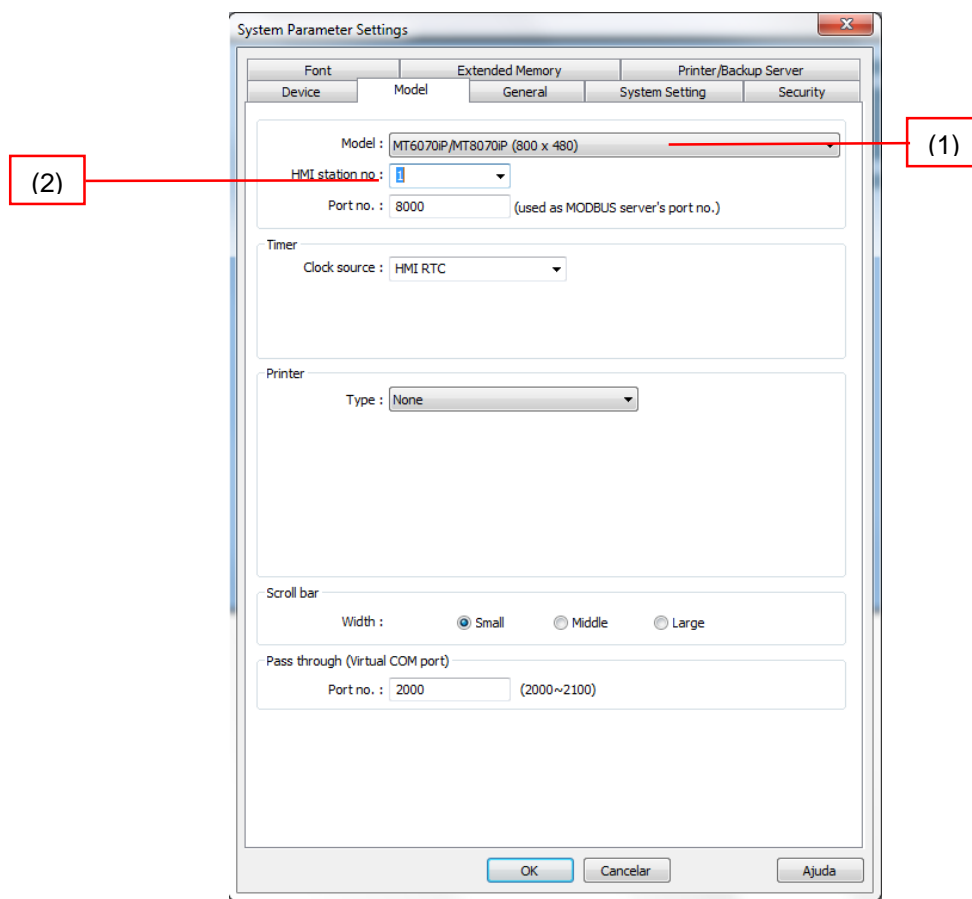 System Parameter Settings
Font Extended Memory Printer/Backup Server
Device Model General System Setting Security
Model : MT6070iP/MT8070iP (800 x 480)
(1)
HMI station no : 1
(2)
Port no. : 8000 (used as MODBUS server's port no.)
Timer
Clock source : HMI RTC
Printer
Type : None
Scroll bar
Width : Small Middle Large
Pass through (Virtual COM port)
Port no. : 2000 (2000~2100)
OK Cancelar Ajuda